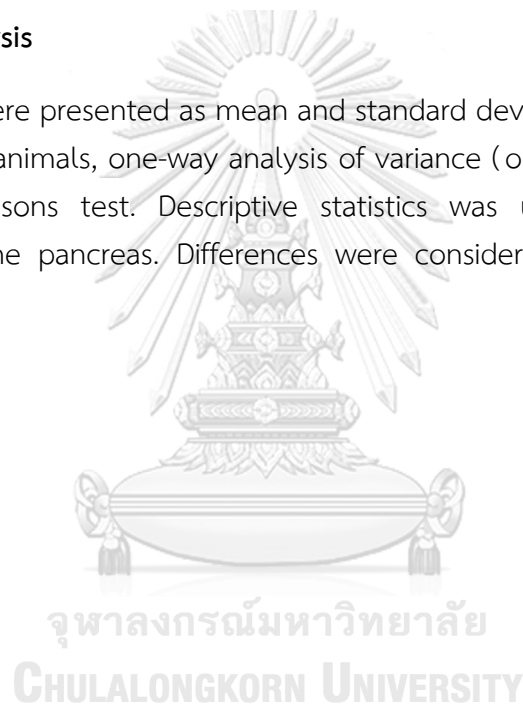 sis
ere presented as mean and standard dev
animals, one-way analysis of variance (o
sons test. Descriptive statistics was u
ne pancreas. Differences were consider
จุฬาลงกรณ์มหาวิทยาลัย
CHULALONGKORN UNIVERSITY